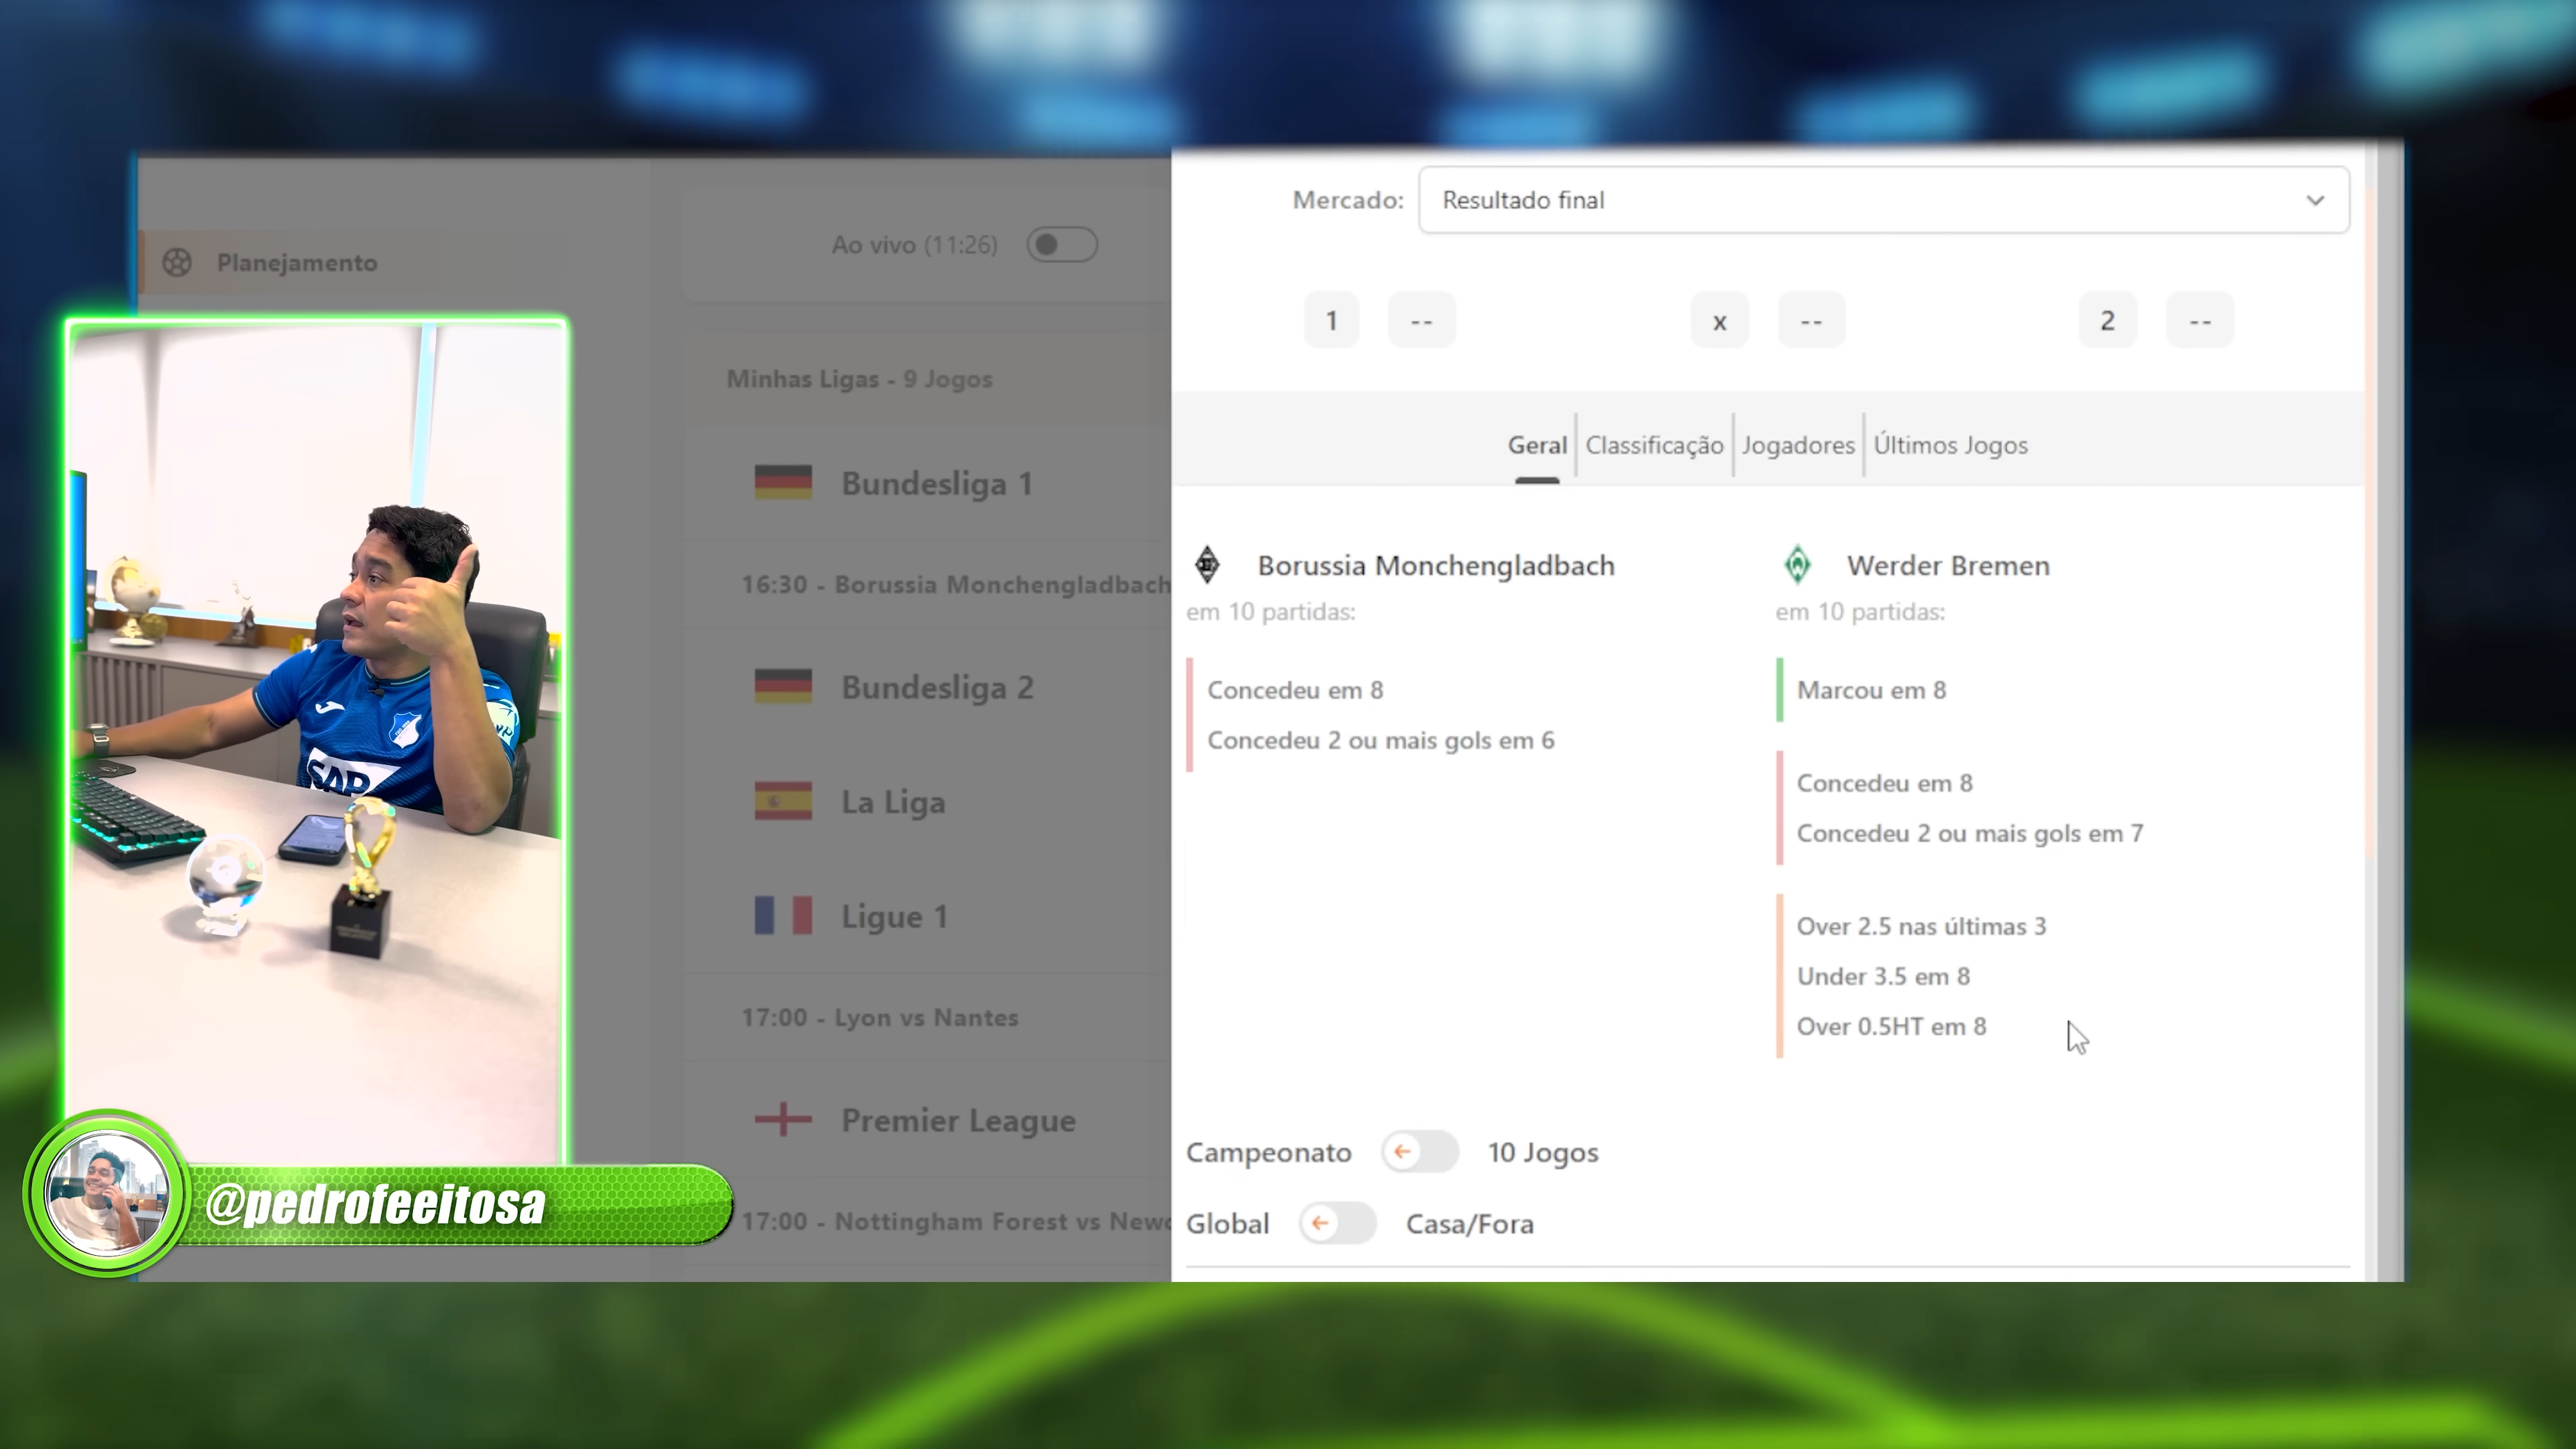 Planejamento
Ao vivo (11:26)
Minhas Ligas - 9 Jogos
Bundesliga 1
16:30 - Borussia Monchengladbach
Bundesliga 2
La Liga
Ligue 1
17:00 - Lyon vs Nantes
Premier League
17:00 - Nottingham Forest vs Newc
SAP
@pedrofeeitosa
Mercado: Resultado final
1 -- x -- 2 --
Geral Classificação Jogadores Últimos Jogos
Borussia Monchengladbach
em 10 partidas:
Concedeu em 8
Concedeu 2 ou mais gols em 6
Werder Bremen
em 10 partidas:
Marcou em 8
Concedeu em 8
Concedeu 2 ou mais gols em 7
Over 2.5 nas últimas 3
Under 3.5 em 8
Over 0.5HT em 8
Campeonato 10 Jogos
Global Casa/Fora